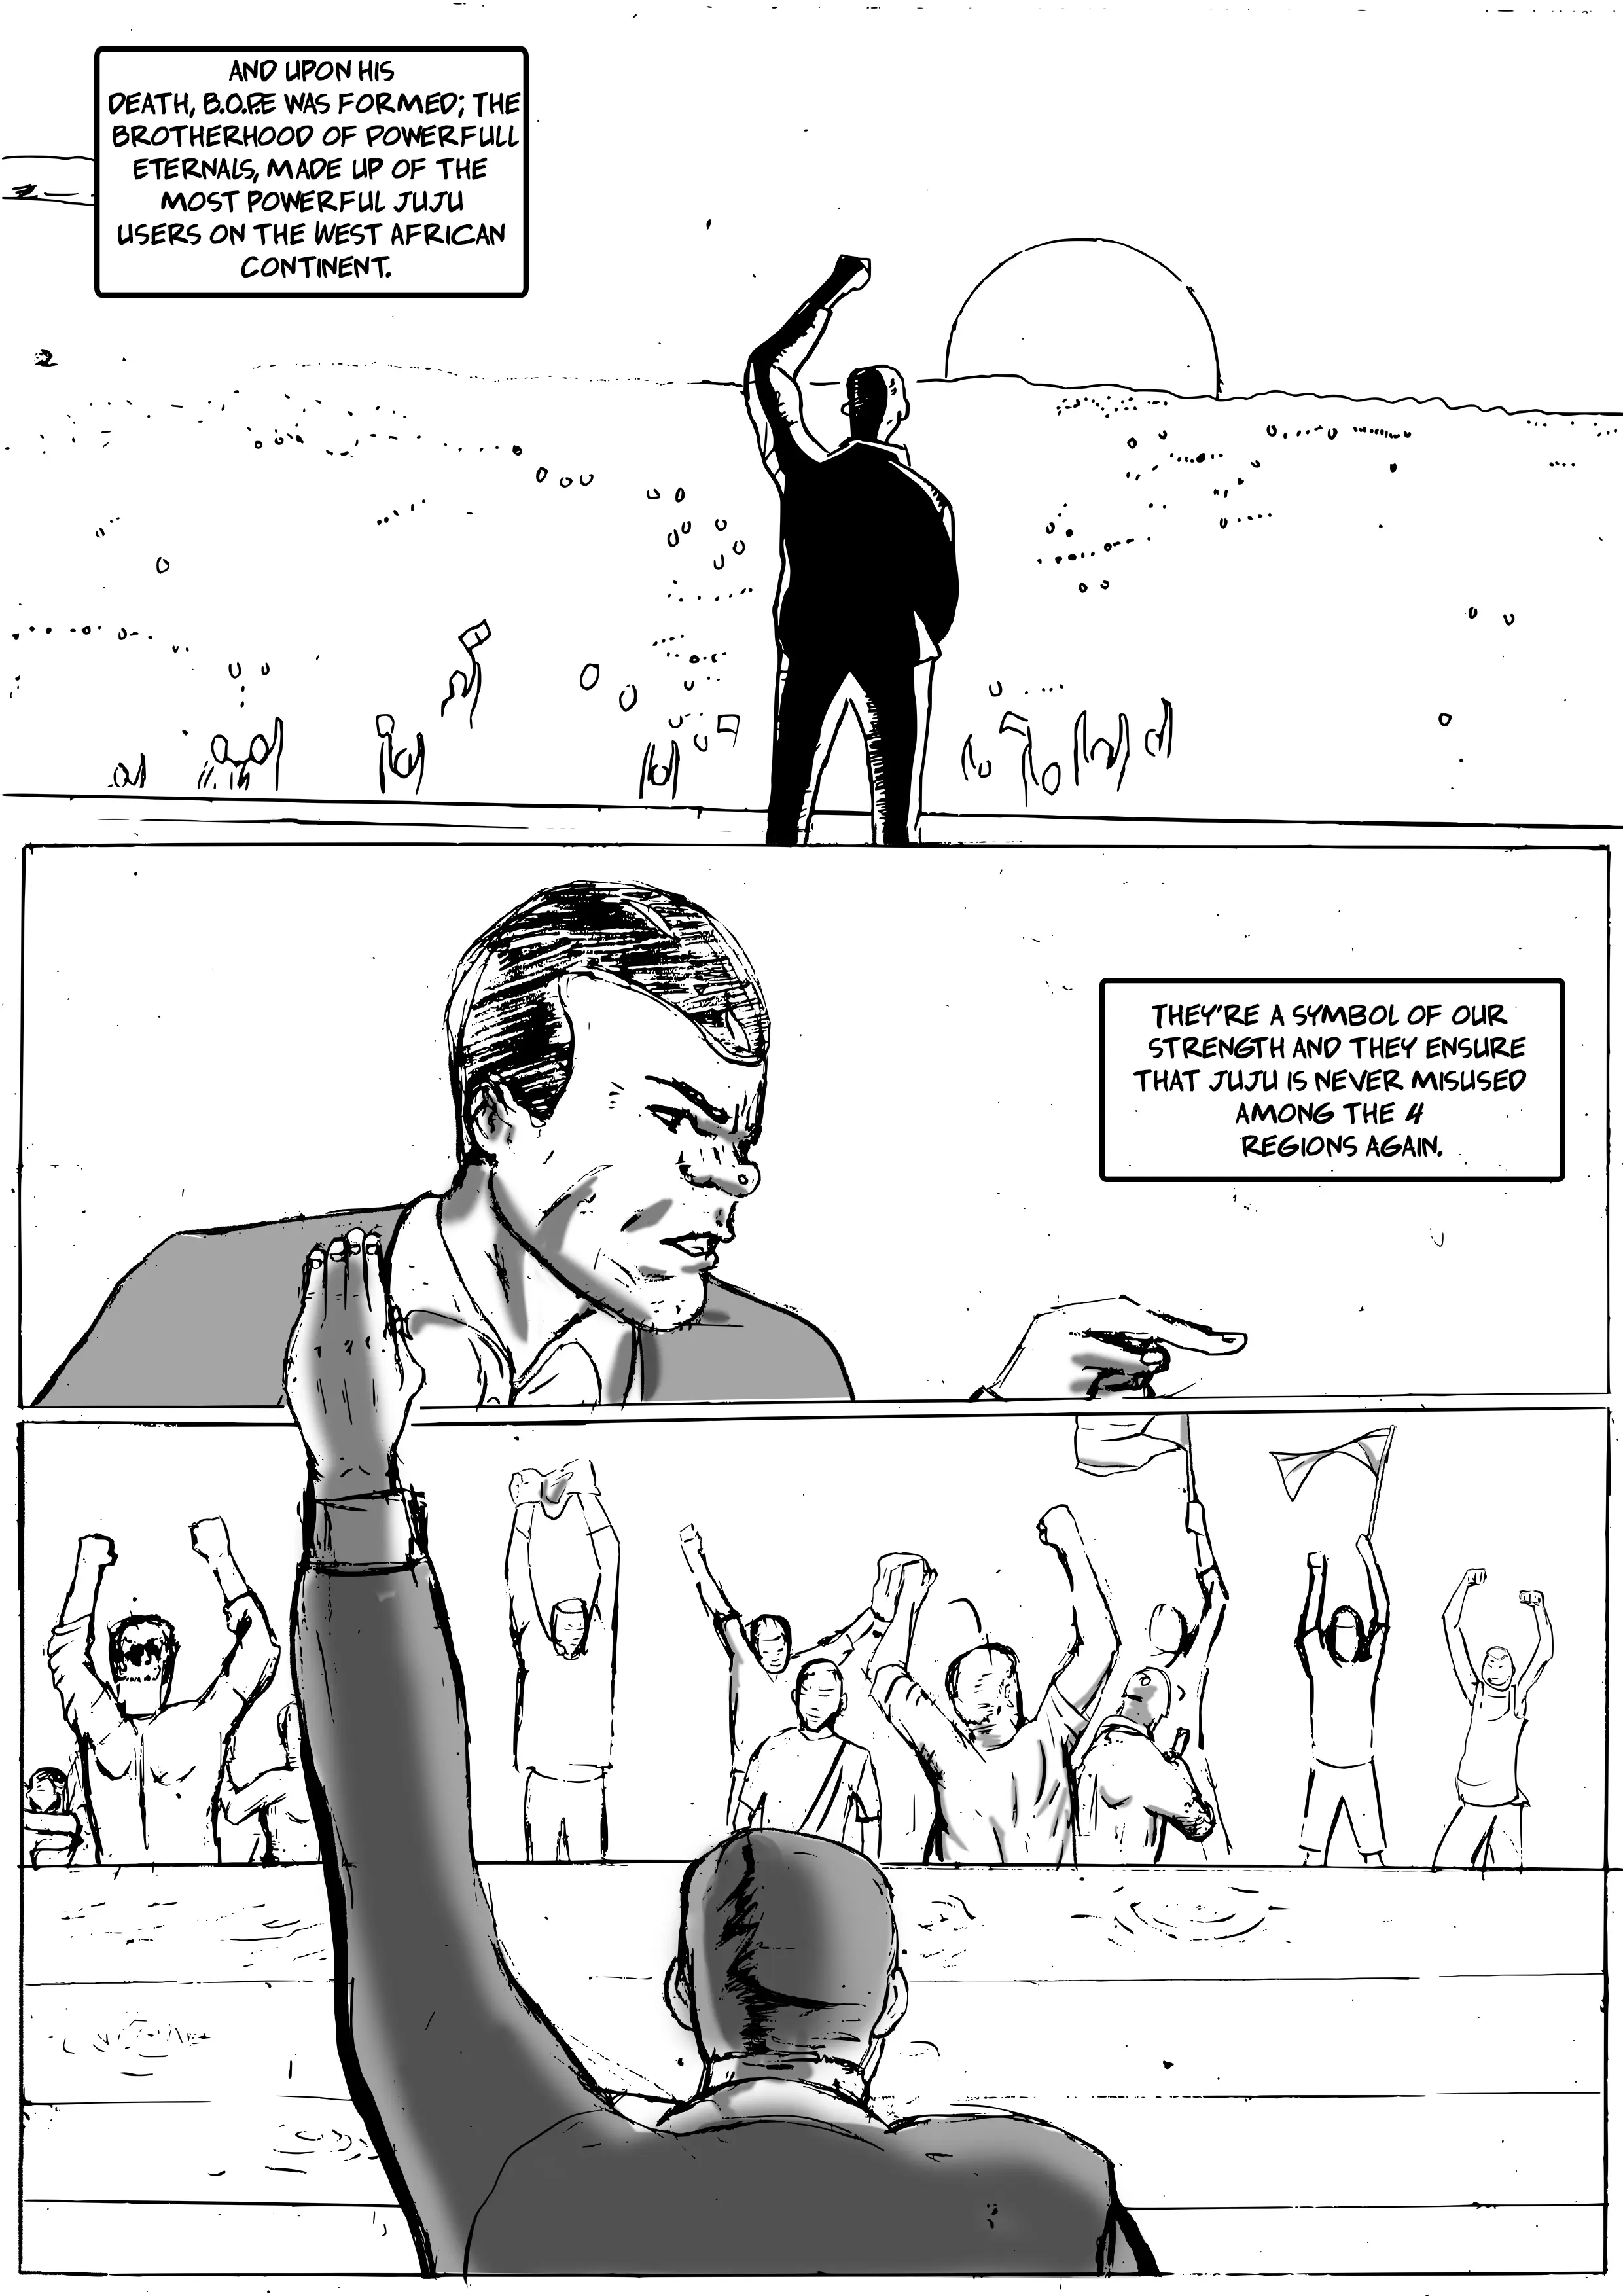 AND UPON HIS
DEATH, B.O.P.E WAS FORMED; THE
BROTHERHOOD OF POWERFULL
ETERNALS, MADE UP OF THE
MOST POWERFUL JUJU
USERS ON THE WEST AFRICAN
CONTINENT.
THEY'RE A SYMBOL OF OUR
STRENGTH AND THEY ENSURE
THAT JUJU IS NEVER MISUSED
AMONG THE 4
REGIONS AGAIN.